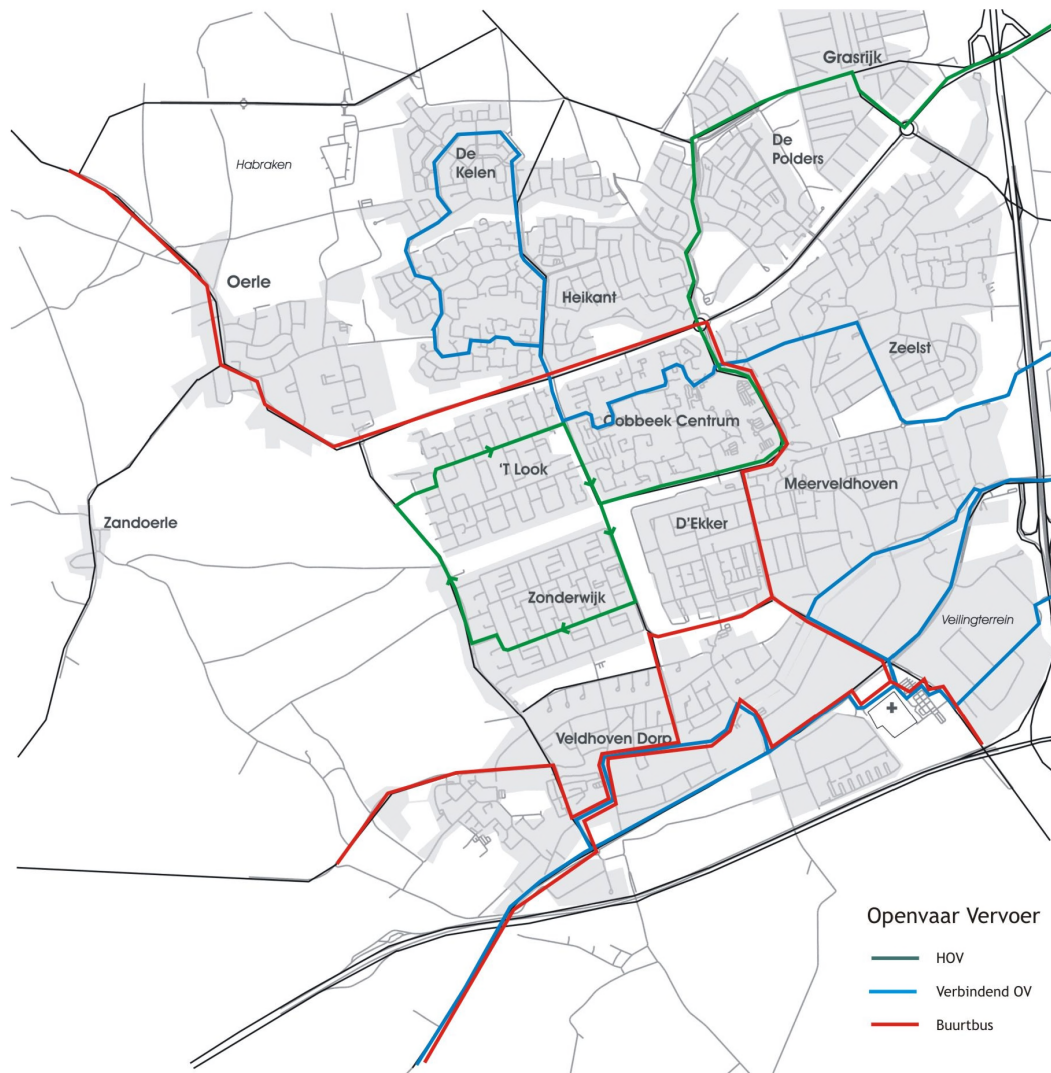 Grasrijk
De
Polders
De
Kelen
Habraken
Oerle
Heikant
Zeelst
Cobbeek Centrum
'T Look
Meerveldhoven
D'Ekker
Zandoerle
Zonderwijk
Veilingterrein
Veldhoven Dorp
Openvaar Vervoer
HOV
Verbindend OV
Buurtbus